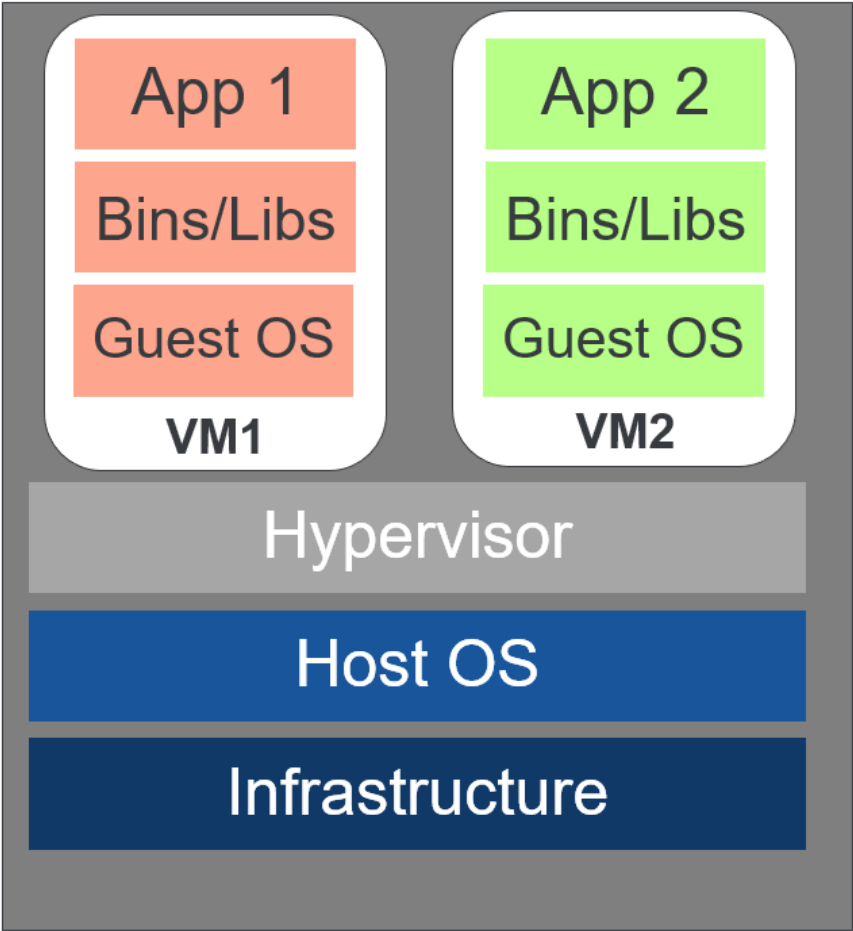 App 1
Bins/Libs
Guest OS
VM1
App 2
Bins/Libs
Guest OS
VM2
Hypervisor
Host OS
Infrastructure